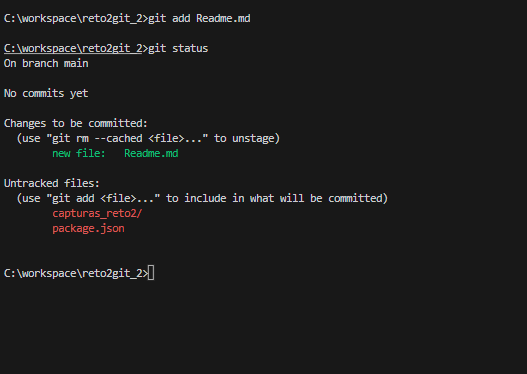 C:\workspace\reto2git_2>git add Readme.md
C:\workspace\reto2git_2>git status
On branch main
No commits yet
Changes to be committed:
  (use "git rm --cached <file>..." to unstage)
        new file:   Readme.md
Untracked files:
  (use "git add <file>..." to include in what will be committed)
        capturas_reto2/
        package.json
C:\workspace\reto2git_2>